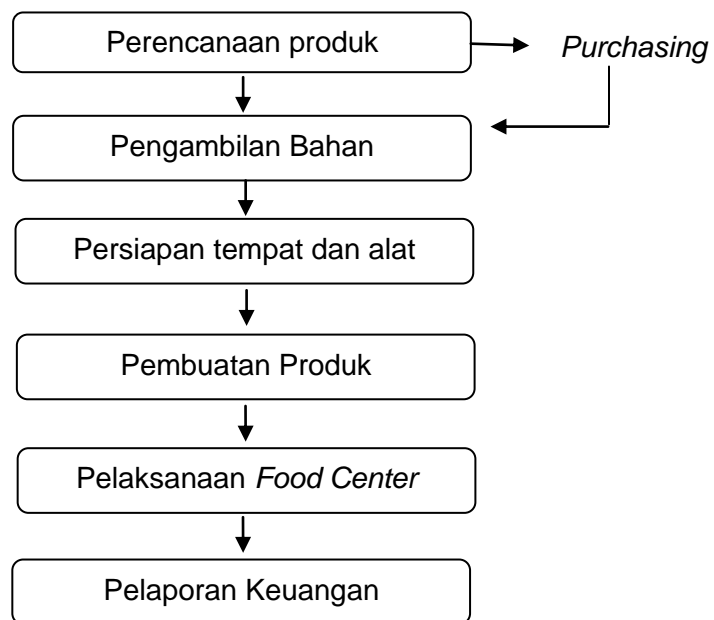 Perencanaan produk
Purchasing
Pengambilan Bahan
Persiapan tempat dan alat
Pembuatan Produk
Pelaksanaan Food Center
Pelaporan Keuangan